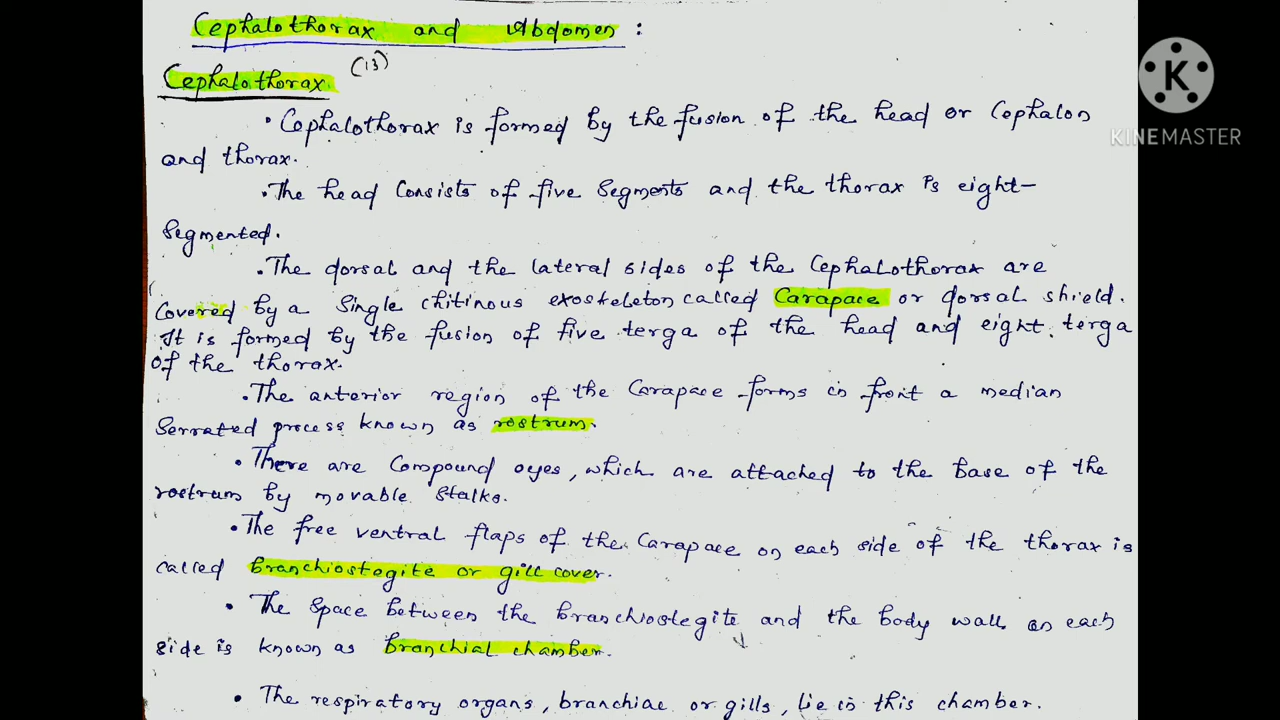 Cephalothorax and Abdomen :
Cephalothorax (13)
K
KINEMASTER
• Cephalothorax is formed by the fusion of the head or Cephalon
and thorax.
• The head consists of five segments and the thorax is eight-
segmented.
• The dorsal and the lateral sides of the Cephalothorax are
covered by a single chitinous exoskeleton called Carapace or dorsal shield.
It is formed by the fusion of five terga of the head and eight terga
of the thorax.
• The anterior region of the Carapace forms in front a median
serrated process known as rostrum.
• There are Compound eyes, which are attached to the base of the
rostrum by movable stalks.
• The free ventral flaps of the Carapace on each side of the thorax is
called branchiostegite or gill cover.
• The space between the branchiostegite and the body wall on each
side is known as branchial chamber.
• The respiratory organs, branchiae or gills, lie in this chamber.